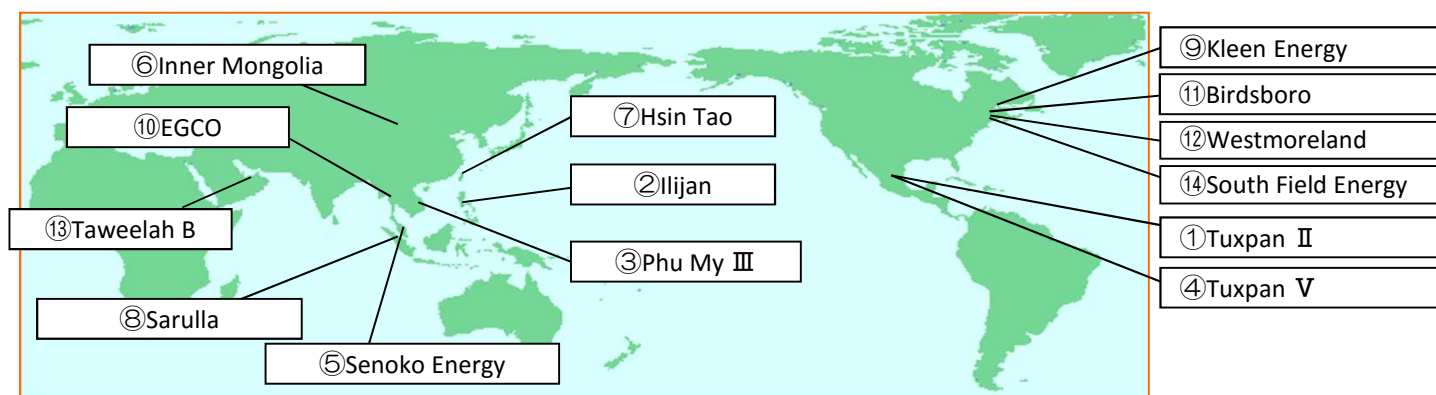 ⑥Inner Mongolia
⑩EGCO
⑬Taweelah B
⑧Sarulla
⑤Senoko Energy
⑦Hsin Tao
②Ilijan
③Phu My Ⅲ
⑨Kleen Energy
⑪Birdsboro
⑫Westmoreland
⑭South Field Energy
①Tuxpan Ⅱ
④Tuxpan Ⅴ